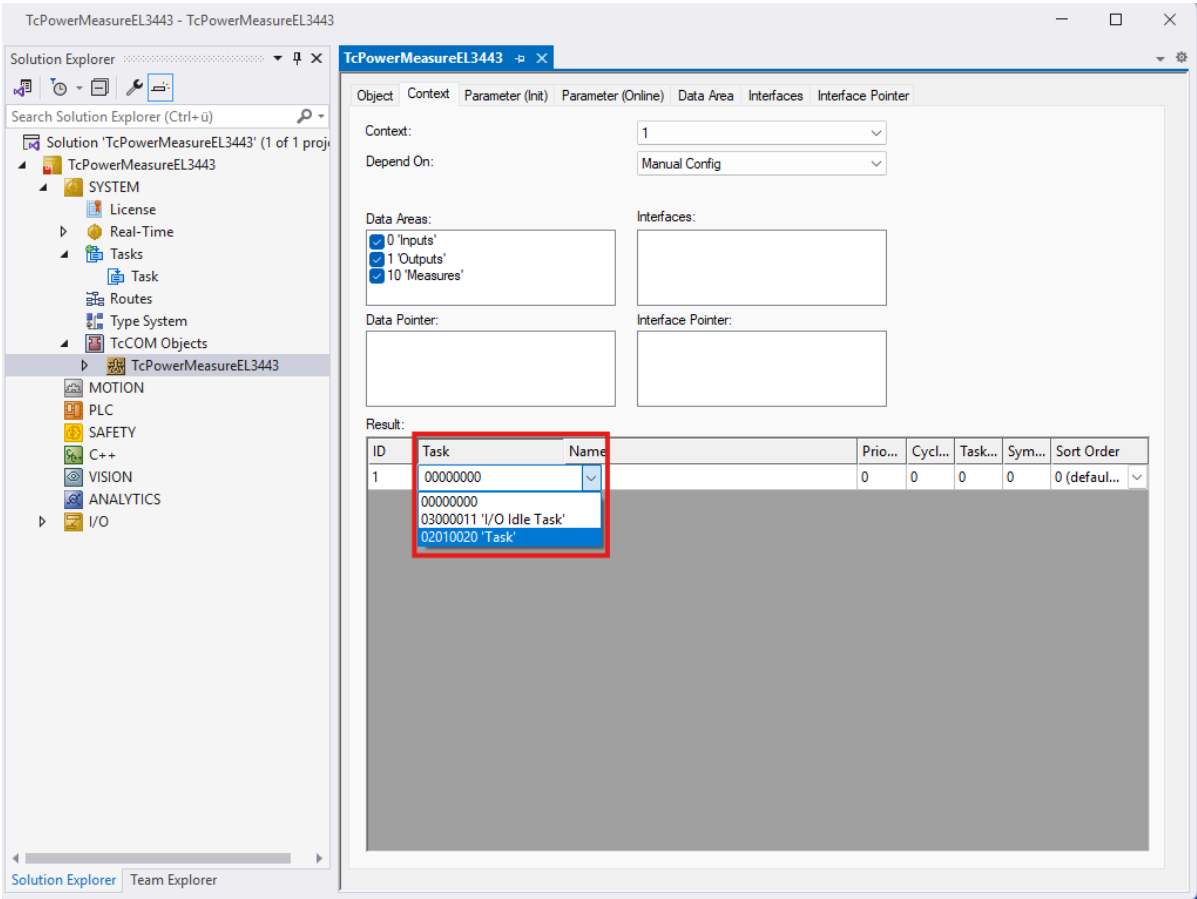 TcPowerMeasureEL3443 - TcPowerMeasureEL3443
Solution Explorer
Search Solution Explorer (Ctrl+ü)
Solution 'TcPowerMeasureEL3443' (1 of 1 proj
TcPowerMeasureEL3443
SYSTEM
License
Real-Time
Tasks
Task
Routes
Type System
TcCOM Objects
TcPowerMeasureEL3443
MOTION
PLC
SAFETY
C++
VISION
ANALYTICS
I/O
Solution Explorer Team Explorer
TcPowerMeasureEL3443
Object Context Parameter (Init) Parameter (Online) Data Area Interfaces Interface Pointer
Context: 1
Depend On: Manual Config
Data Areas: Interfaces:
0 'Inputs'
1 'Outputs'
10 'Measures'
Data Pointer: Interface Pointer:
Result:
ID Task Name Prio... Cycl... Task... Sym... Sort Order
1 00000000 0 0 0 0 0 (defaul...
00000000
03000011 'I/O Idle Task'
02010020 'Task'